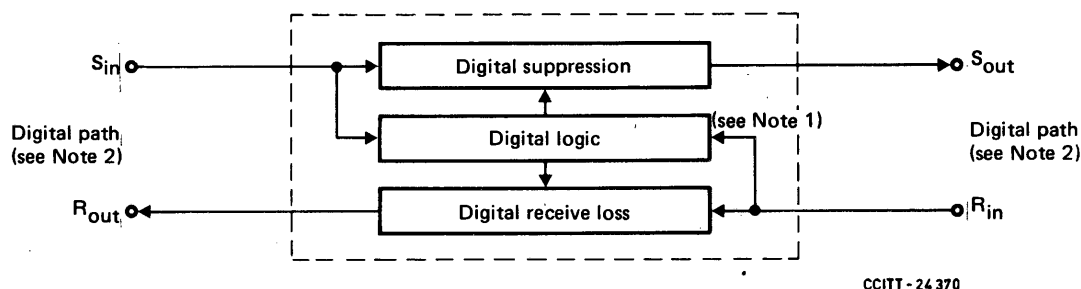 Sin
Digital suppression
Sout
Digital path
(see Note 2)
Digital logic
(see Note 1)
Digital path
(see Note 2)
Rout
Digital receive loss
Rin
CCITT - 24 370